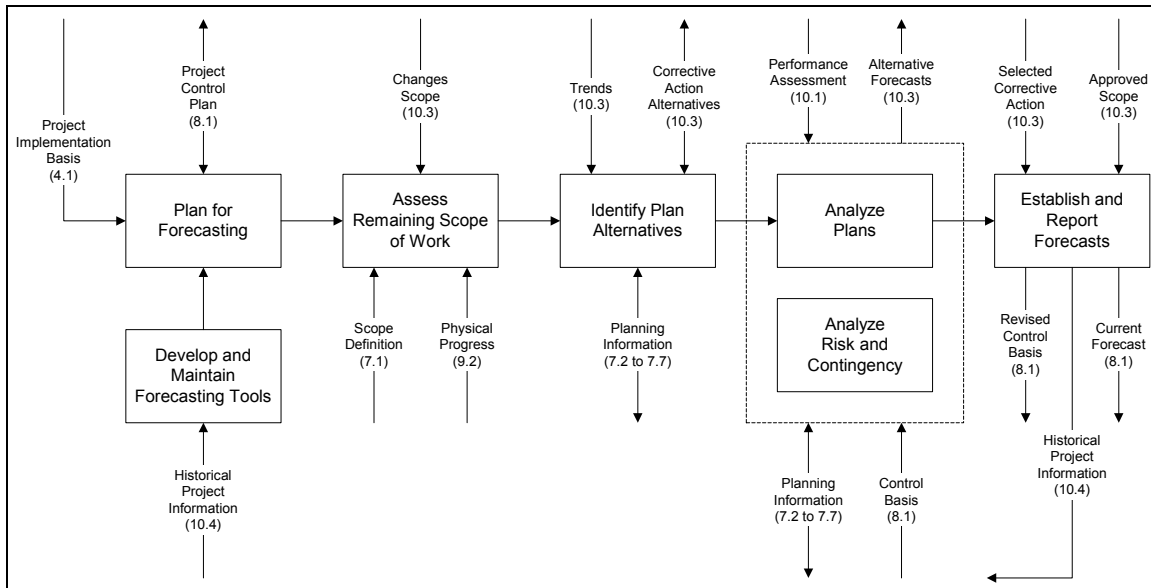 Project
Implementation
Basis
(4.1)
Project
Control
Plan
(8.1)
Changes
Scope
(10.3)
Trends
(10.3)
Corrective
Action
Alternatives
(10.3)
Performance
Assessment
(10.1)
Alternative
Forecasts
(10.3)
Selected
Corrective
Action
(10.3)
Approved
Scope
(10.3)
Plan for
Forecasting
Assess
Remaining Scope
of Work
Identify Plan
Alternatives
Analyze
Plans
Establish and
Report
Forecasts
Develop and
Maintain
Forecasting Tools
Scope
Definition
(7.1)
Physical
Progress
(9.2)
Planning
Information
(7.2 to 7.7)
Analyze
Risk and
Contingency
Revised
Control
Basis
(8.1)
Current
Forecast
(8.1)
Historical
Project
Information
(10.4)
Planning
Information
(7.2 to 7.7)
Control
Basis
(8.1)
Historical
Project
Information
(10.4)